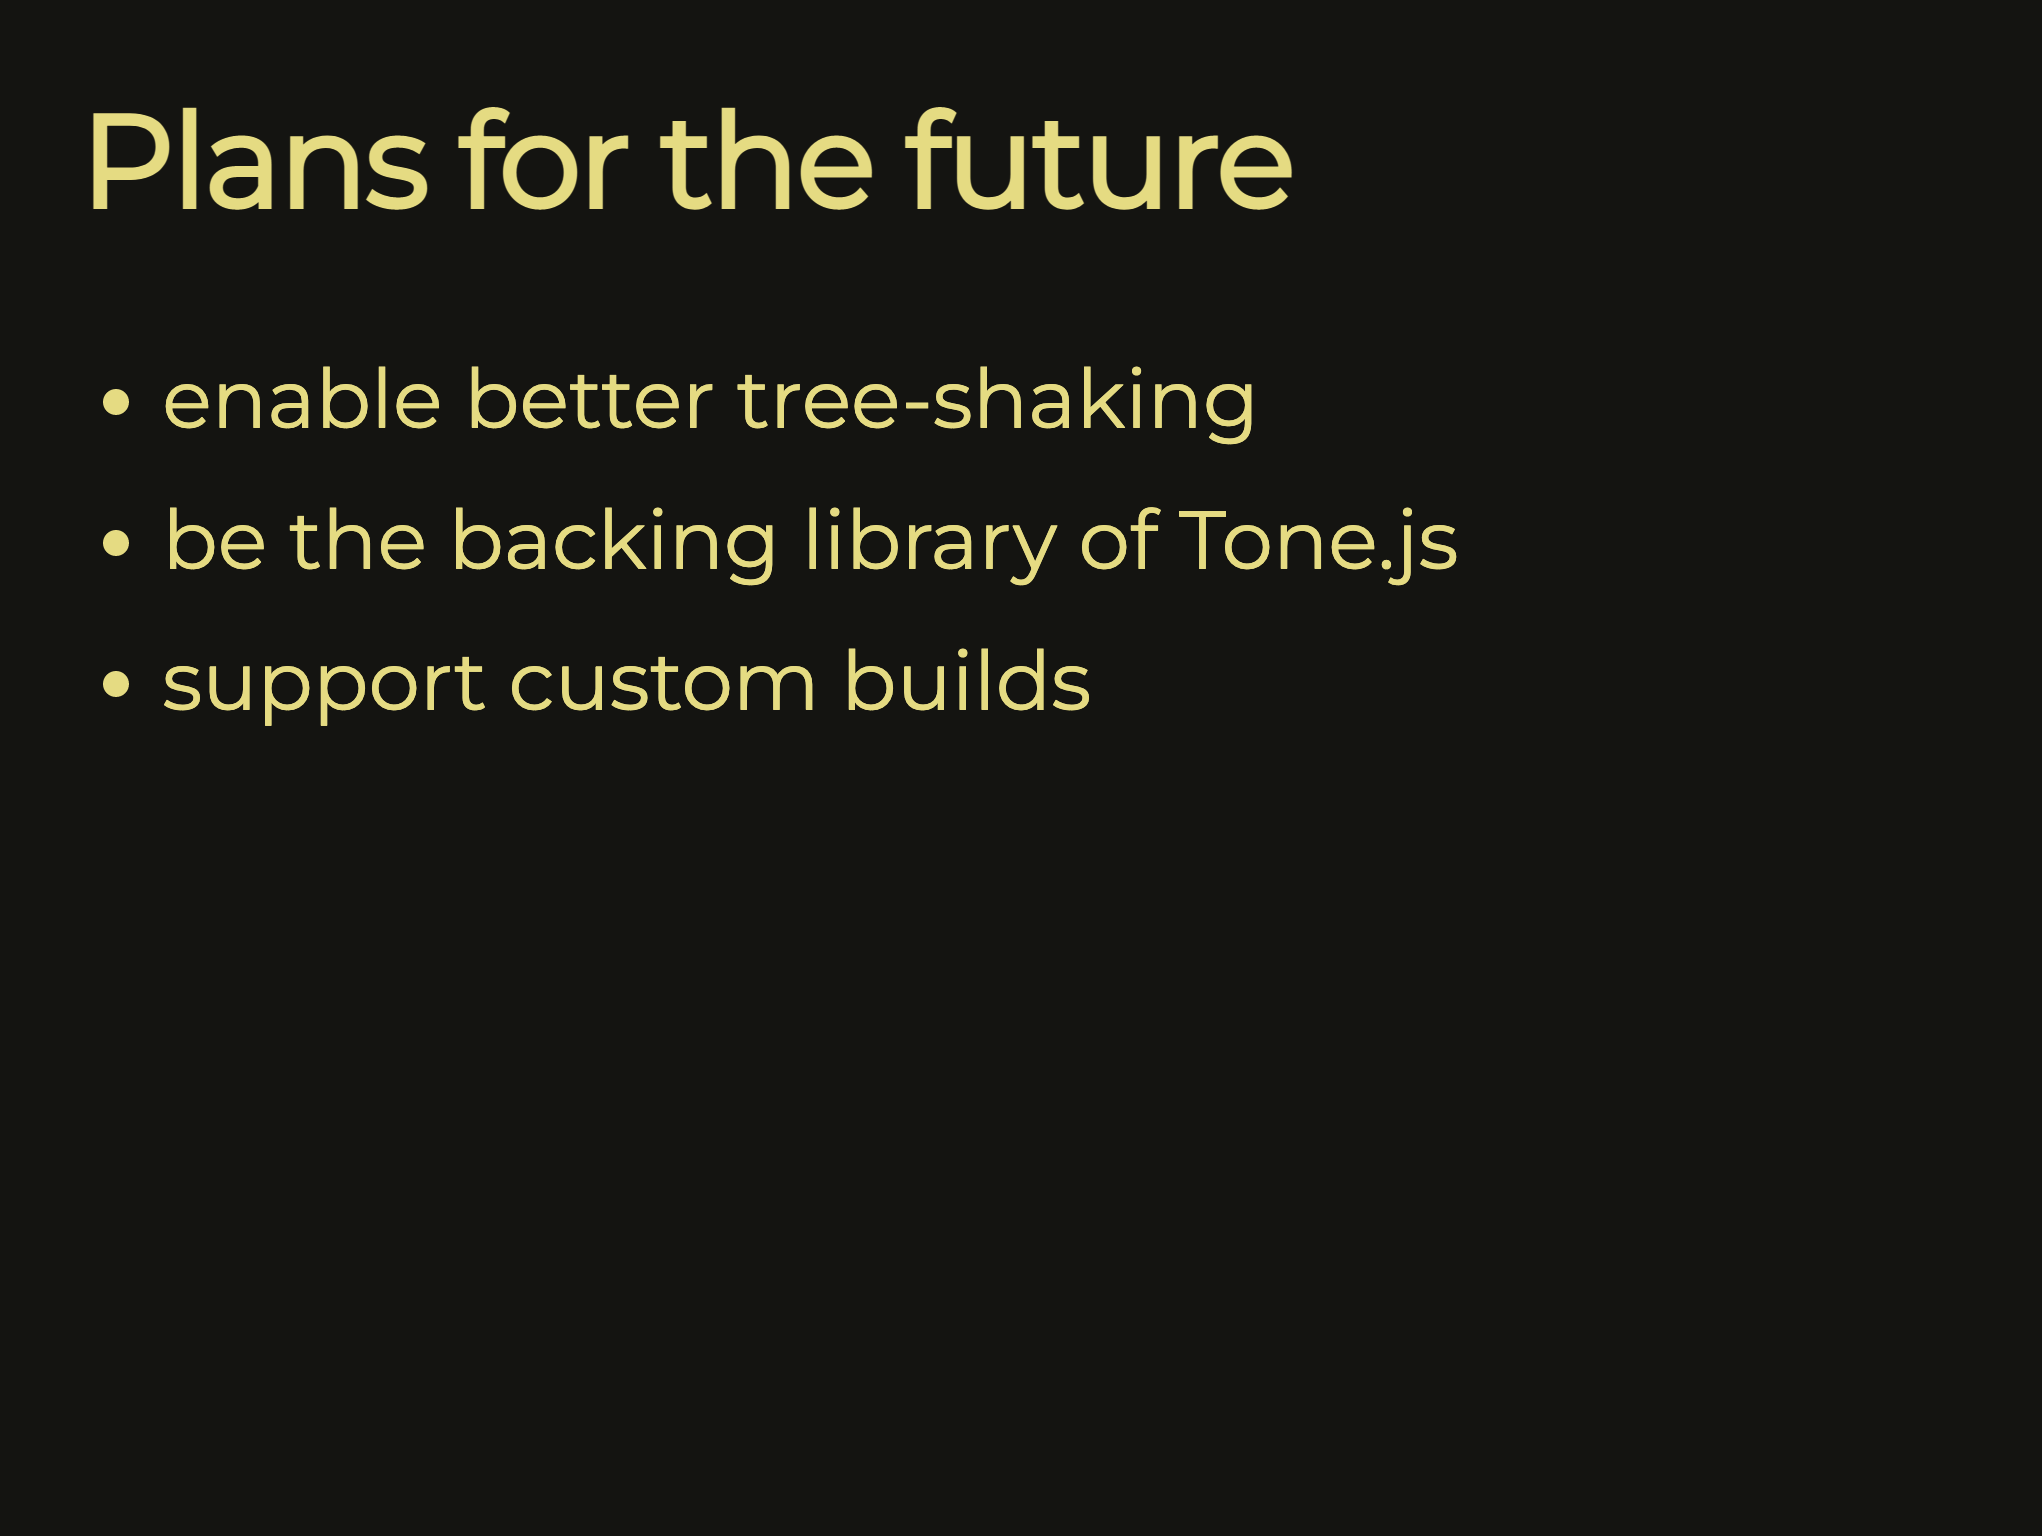 Plans for the future
• enable better tree-shaking
• be the backing library of Tone.js
• support custom builds